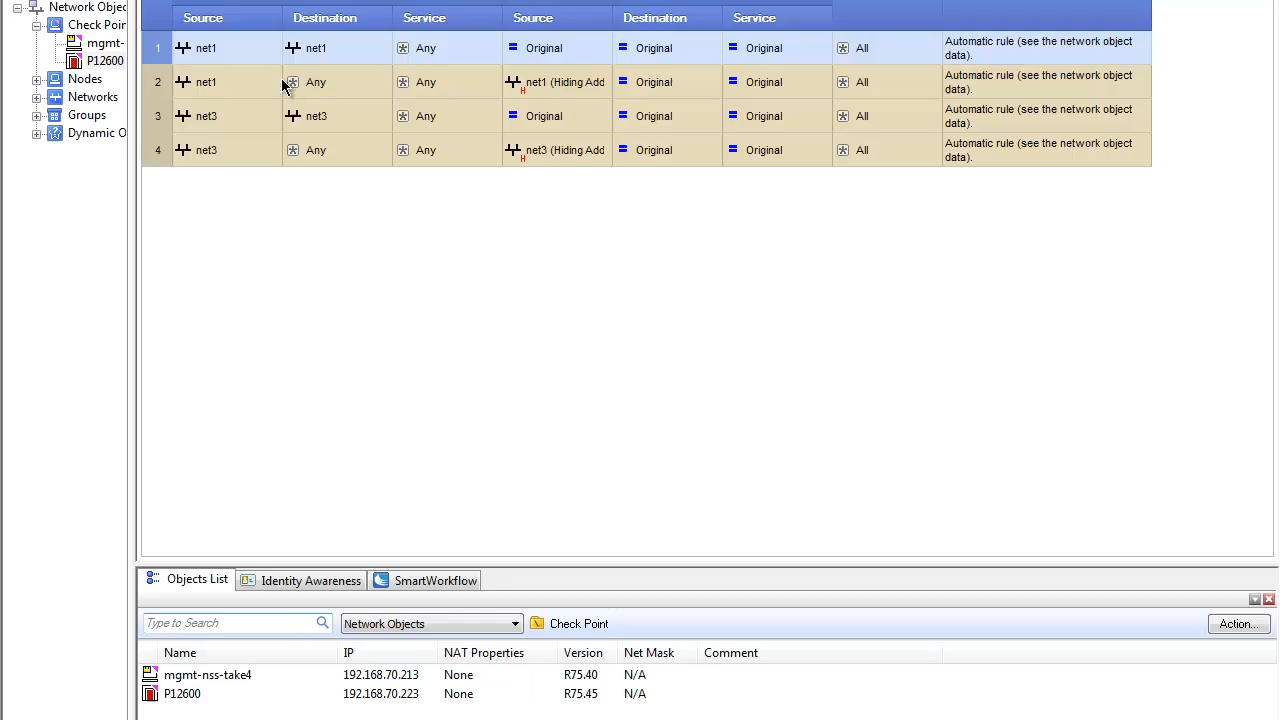 Network Objec
Check Poin
mgmt-
P12600
Nodes
Networks
Groups
Dynamic O
Source Destination Service Source Destination Service
1 net1 net1 Any Original Original Original All Automatic rule (see the network object data).
2 net1 Any Any net1 (Hiding Add Original Original All Automatic rule (see the network object data).
3 net3 net3 Any Original Original Original All Automatic rule (see the network object data).
4 net3 Any Any net3 (Hiding Add Original Original All Automatic rule (see the network object data).
Objects List Identity Awareness SmartWorkflow
Type to Search Network Objects Check Point Action...
Name IP NAT Properties Version Net Mask Comment
mgmt-nss-take4 192.168.70.213 None R75.40 N/A
P12600 192.168.70.223 None R75.45 N/A